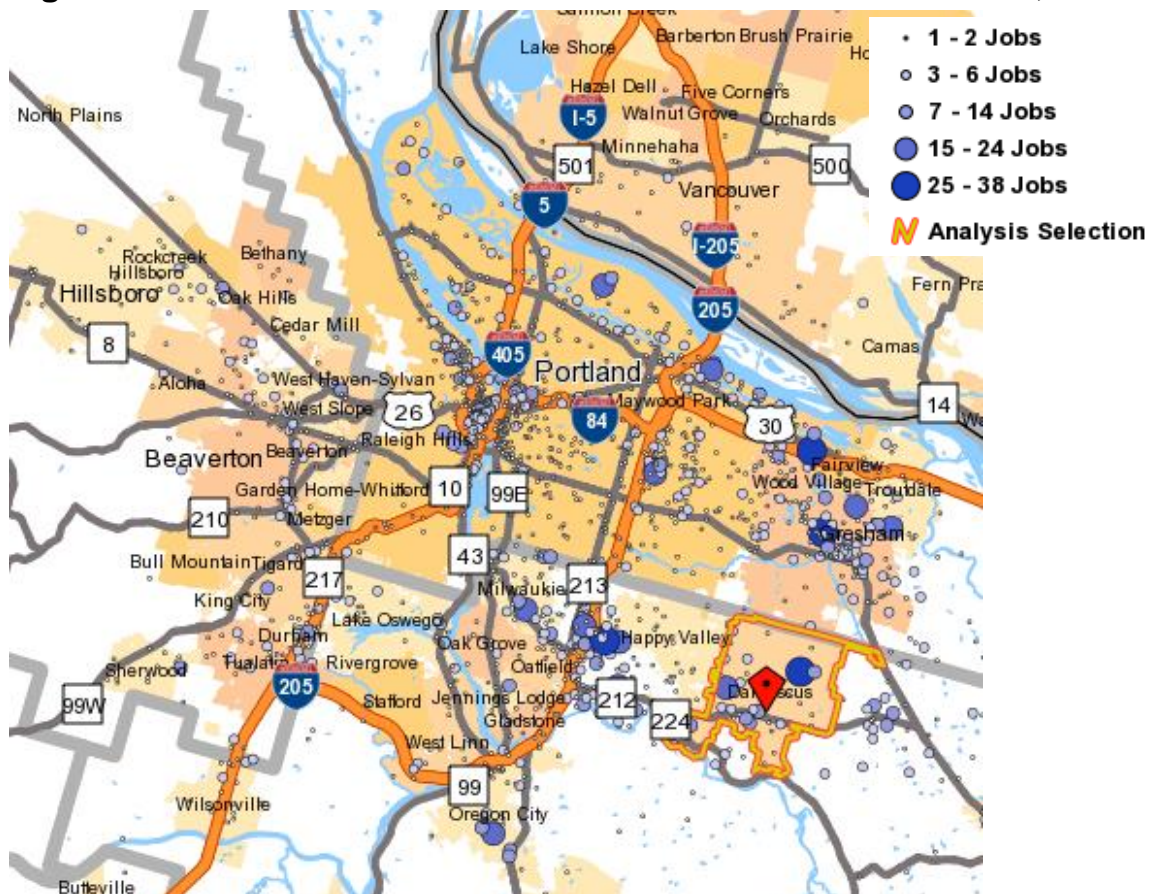 Lake Shore
Barberton
Brush Prairie
Hazel Dell
Five Corners
North Plains
I-5
Walnut Grove
Orchards
Minnehaha
501
500
Vancouver
5
I-205
Rockcreek
Bethany
Hillsboro
Hillsboro
Oak Hills
205
Cedar Mill
8
405
Camas
Portland
Aloha
West Haven-Sylvan
26
Maywood Park
14
West Slope
84
30
Raleigh Hills
Beaverton
Beaverton
Fairview
Wood Village
Troutdale
Garden Home-Whitford
10
99E
210
Metzger
Gresham
Bull Mountain
Tigard
43
217
Milwaukie
213
King City
Lake Oswego
Durham
Oak Grove
Happy Valley
Sherwood
Rivergrove
Oatfield
205
99W
Stafford
Jennings Lodge
212
Gladstone
224
West Linn
99
Wilsonville
Oregon City
Butteville
1 - 2 Jobs
3 - 6 Jobs
7 - 14 Jobs
15 - 24 Jobs
25 - 38 Jobs
Analysis Selection